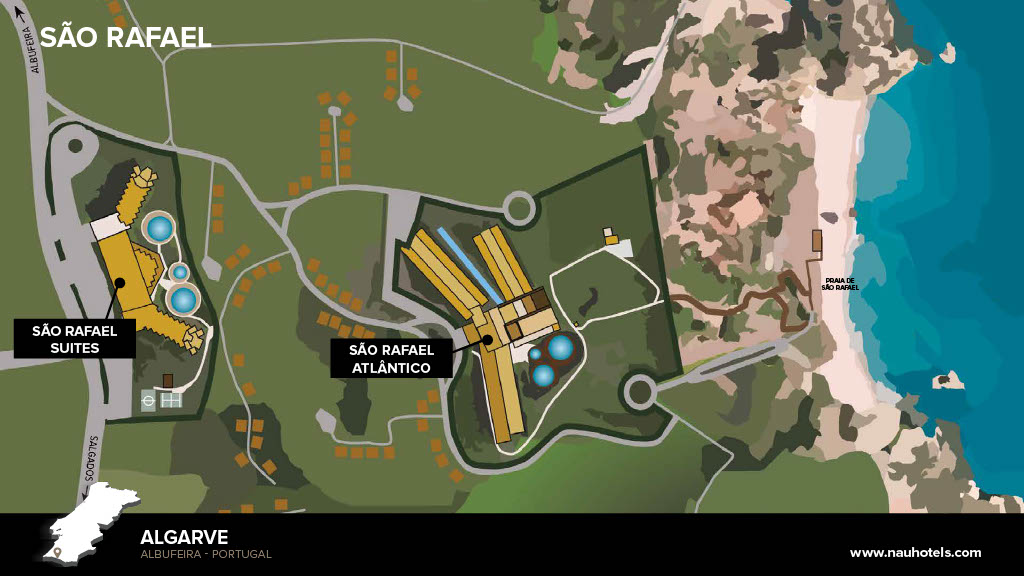 ALBUFEIRA
SÃO RAFAEL
PRAIA DE
SÃO RAFAEL
SÃO RAFAEL
SUITES
SÃO RAFAEL
ATLÂNTICO
SALGADOS
ALGARVE
ALBUFEIRA - PORTUGAL
www.nauhotels.com